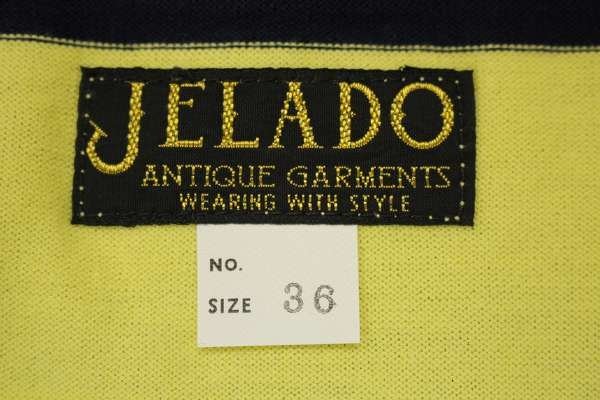 JELADO
ANTIQUE GARMENTS
WEARING WITH STYLE
NO.
SIZE 36